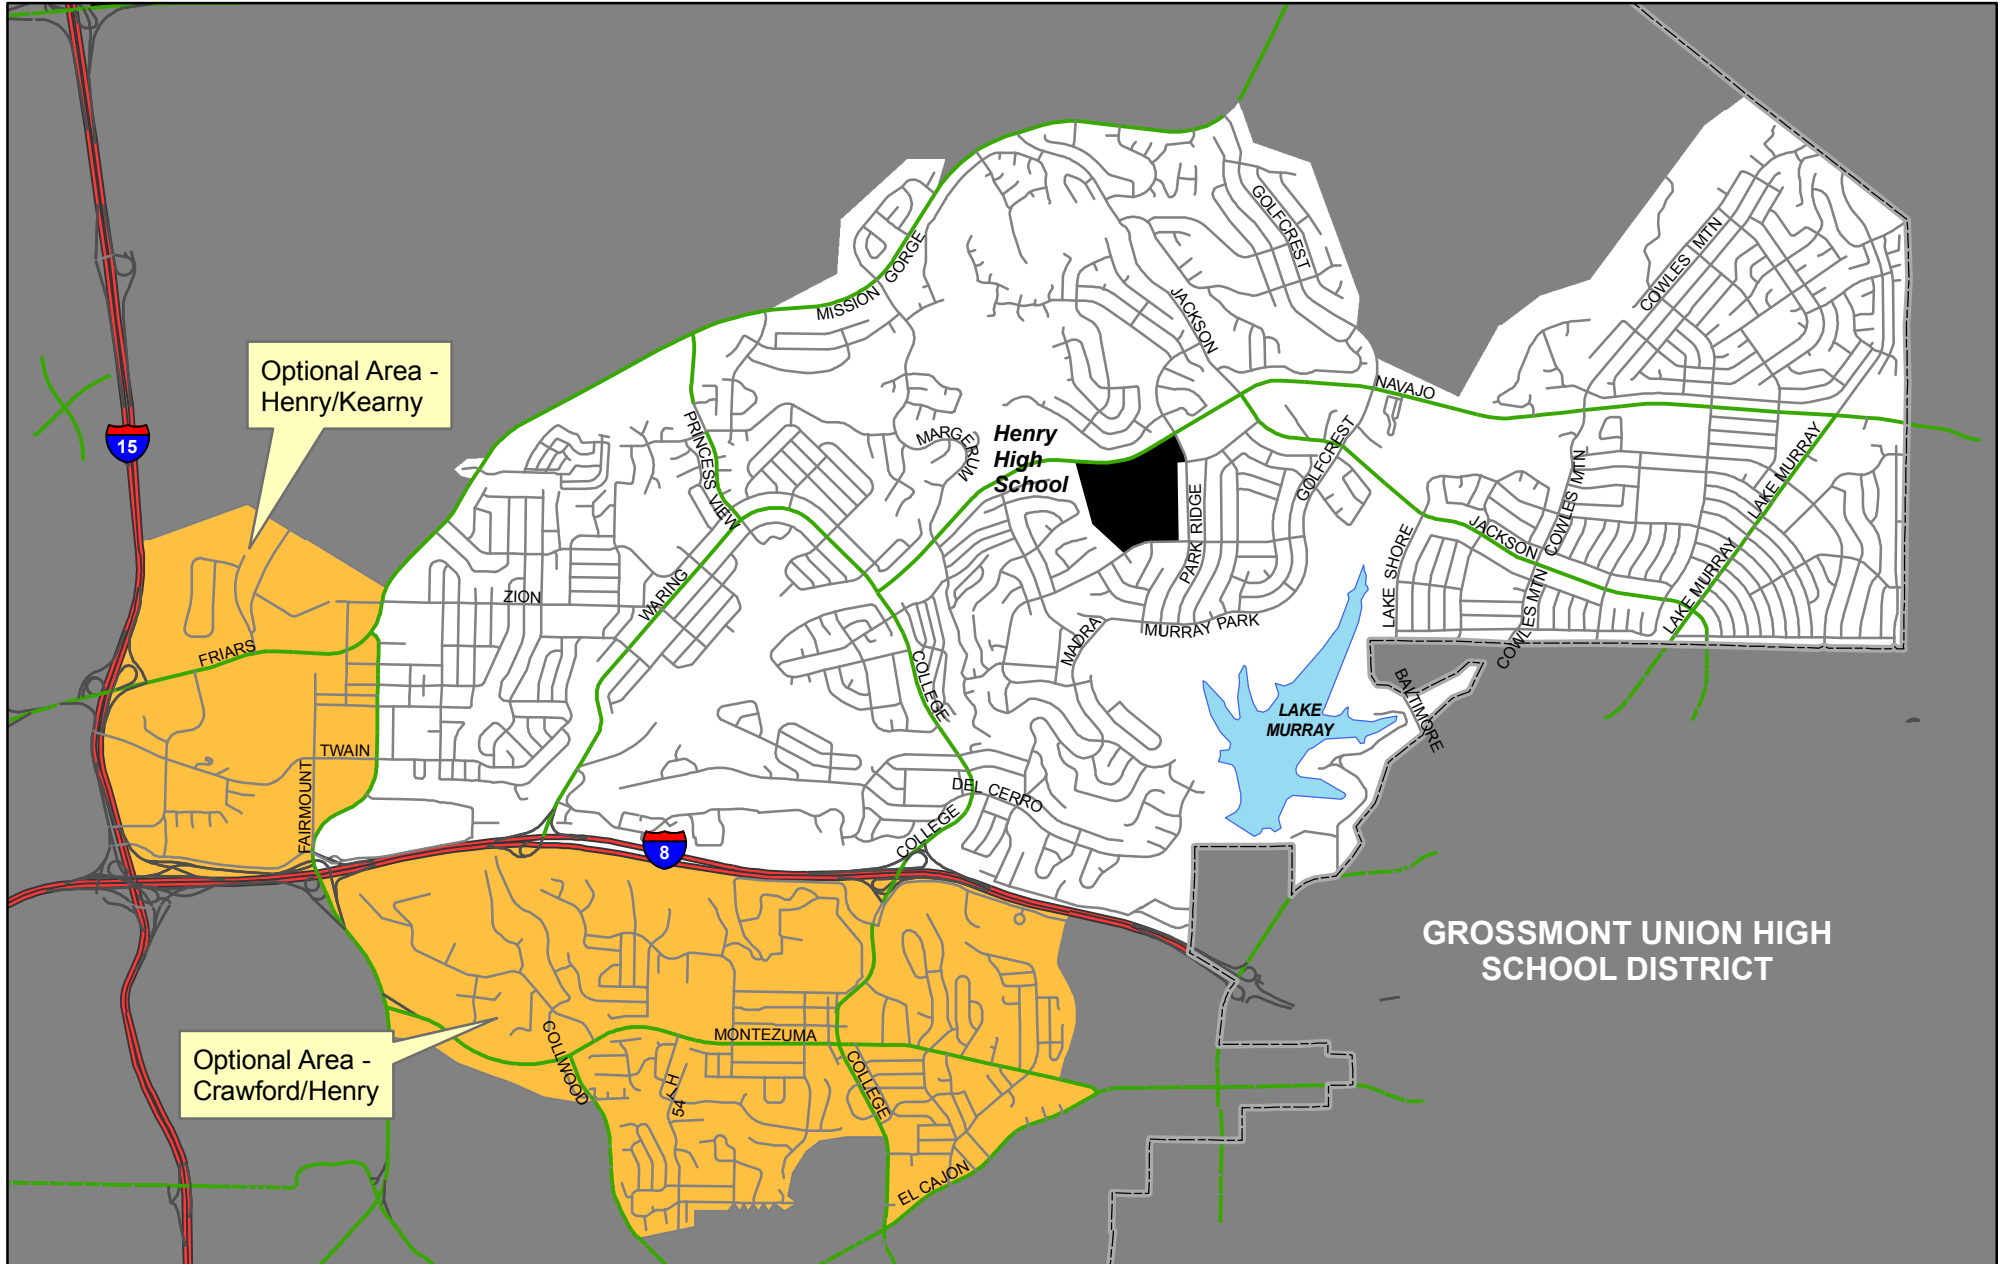 GOLFCREST
COWLES MTN
MISSION GORGE
JACKSON
Optional Area -
Henry/Kearny
NAVAJO
15
PRINCESS VIEW
MARGERUM
Henry
High
School
GOLFCREST
LAKE MURRAY
COWLES MTN
PARK RIDGE
JACKSON
LAKE SHORE
ZION
WARING
LAKE MURRAY
COWLES MTN
MADRA
MURRAY PARK
FRIARS
COLLEGE
BALTIMORE
LAKE
MURRAY
TWAIN
FAIRMOUNT
DEL CERRO
COLLEGE
8
GROSSMONT UNION HIGH
SCHOOL DISTRICT
COLLWOOD
MONTEZUMA
Optional Area -
Crawford/Henry
54TH
COLLEGE
EL CAJON